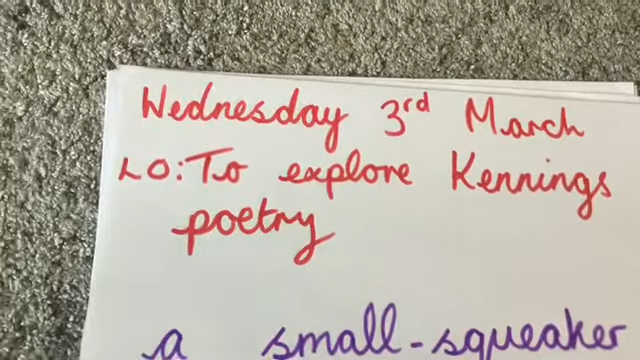 Wednesday 3rd March
LO: To explore Kennings
poetry
a small-squeaker